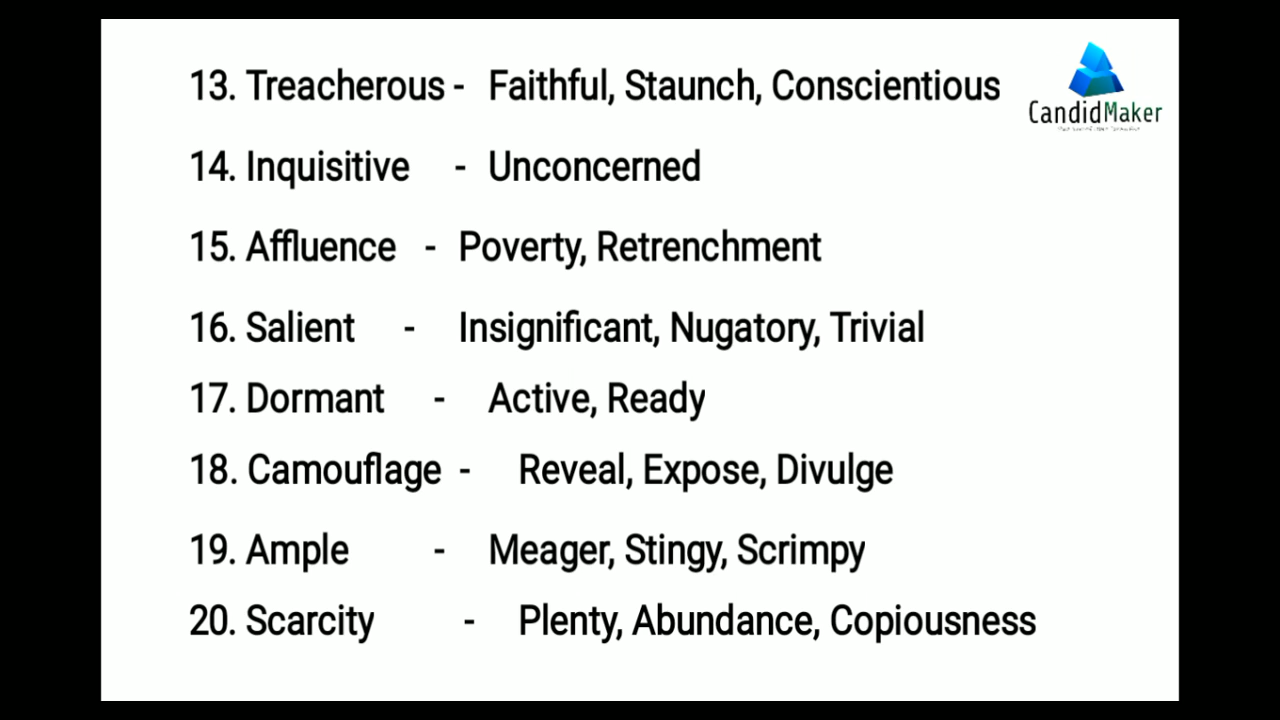 13. Treacherous - Faithful, Staunch, Conscientious
CandidMaker
14. Inquisitive - Unconcerned
15. Affluence - Poverty, Retrenchment
16. Salient - Insignificant, Nugatory, Trivial
17. Dormant - Active, Ready
18. Camouflage - Reveal, Expose, Divulge
19. Ample - Meager, Stingy, Scrimpy
20. Scarcity - Plenty, Abundance, Copiousness